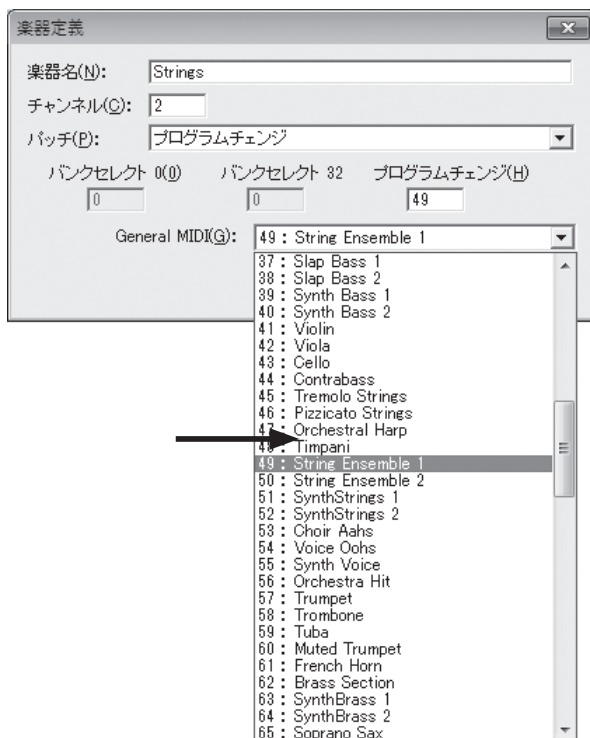 楽器定義
楽器名(N): Strings
チャンネル(C): 2
パッチ(P): プログラムチェンジ
バンクセレクト 0(0) バンクセレクト 32 プログラムチェンジ(H)
0 0 49
General MIDI(G): 49 : String Ensemble 1
37 : Slap Bass 1
38 : Slap Bass 2
39 : Synth Bass 1
40 : Synth Bass 2
41 : Violin
42 : Viola
43 : Cello
44 : Contrabass
45 : Tremolo Strings
46 : Pizzicato Strings
47 : Orchestral Harp
48 : Timpani
49 : String Ensemble 1
50 : String Ensemble 2
51 : SynthStrings 1
52 : SynthStrings 2
53 : Choir Aahs
54 : Voice Oohs
55 : Synth Voice
56 : Orchestra Hit
57 : Trumpet
58 : Trombone
59 : Tuba
60 : Muted Trumpet
61 : French Horn
62 : Brass Section
63 : SynthBrass 1
64 : SynthBrass 2
65 : Soprano Sax